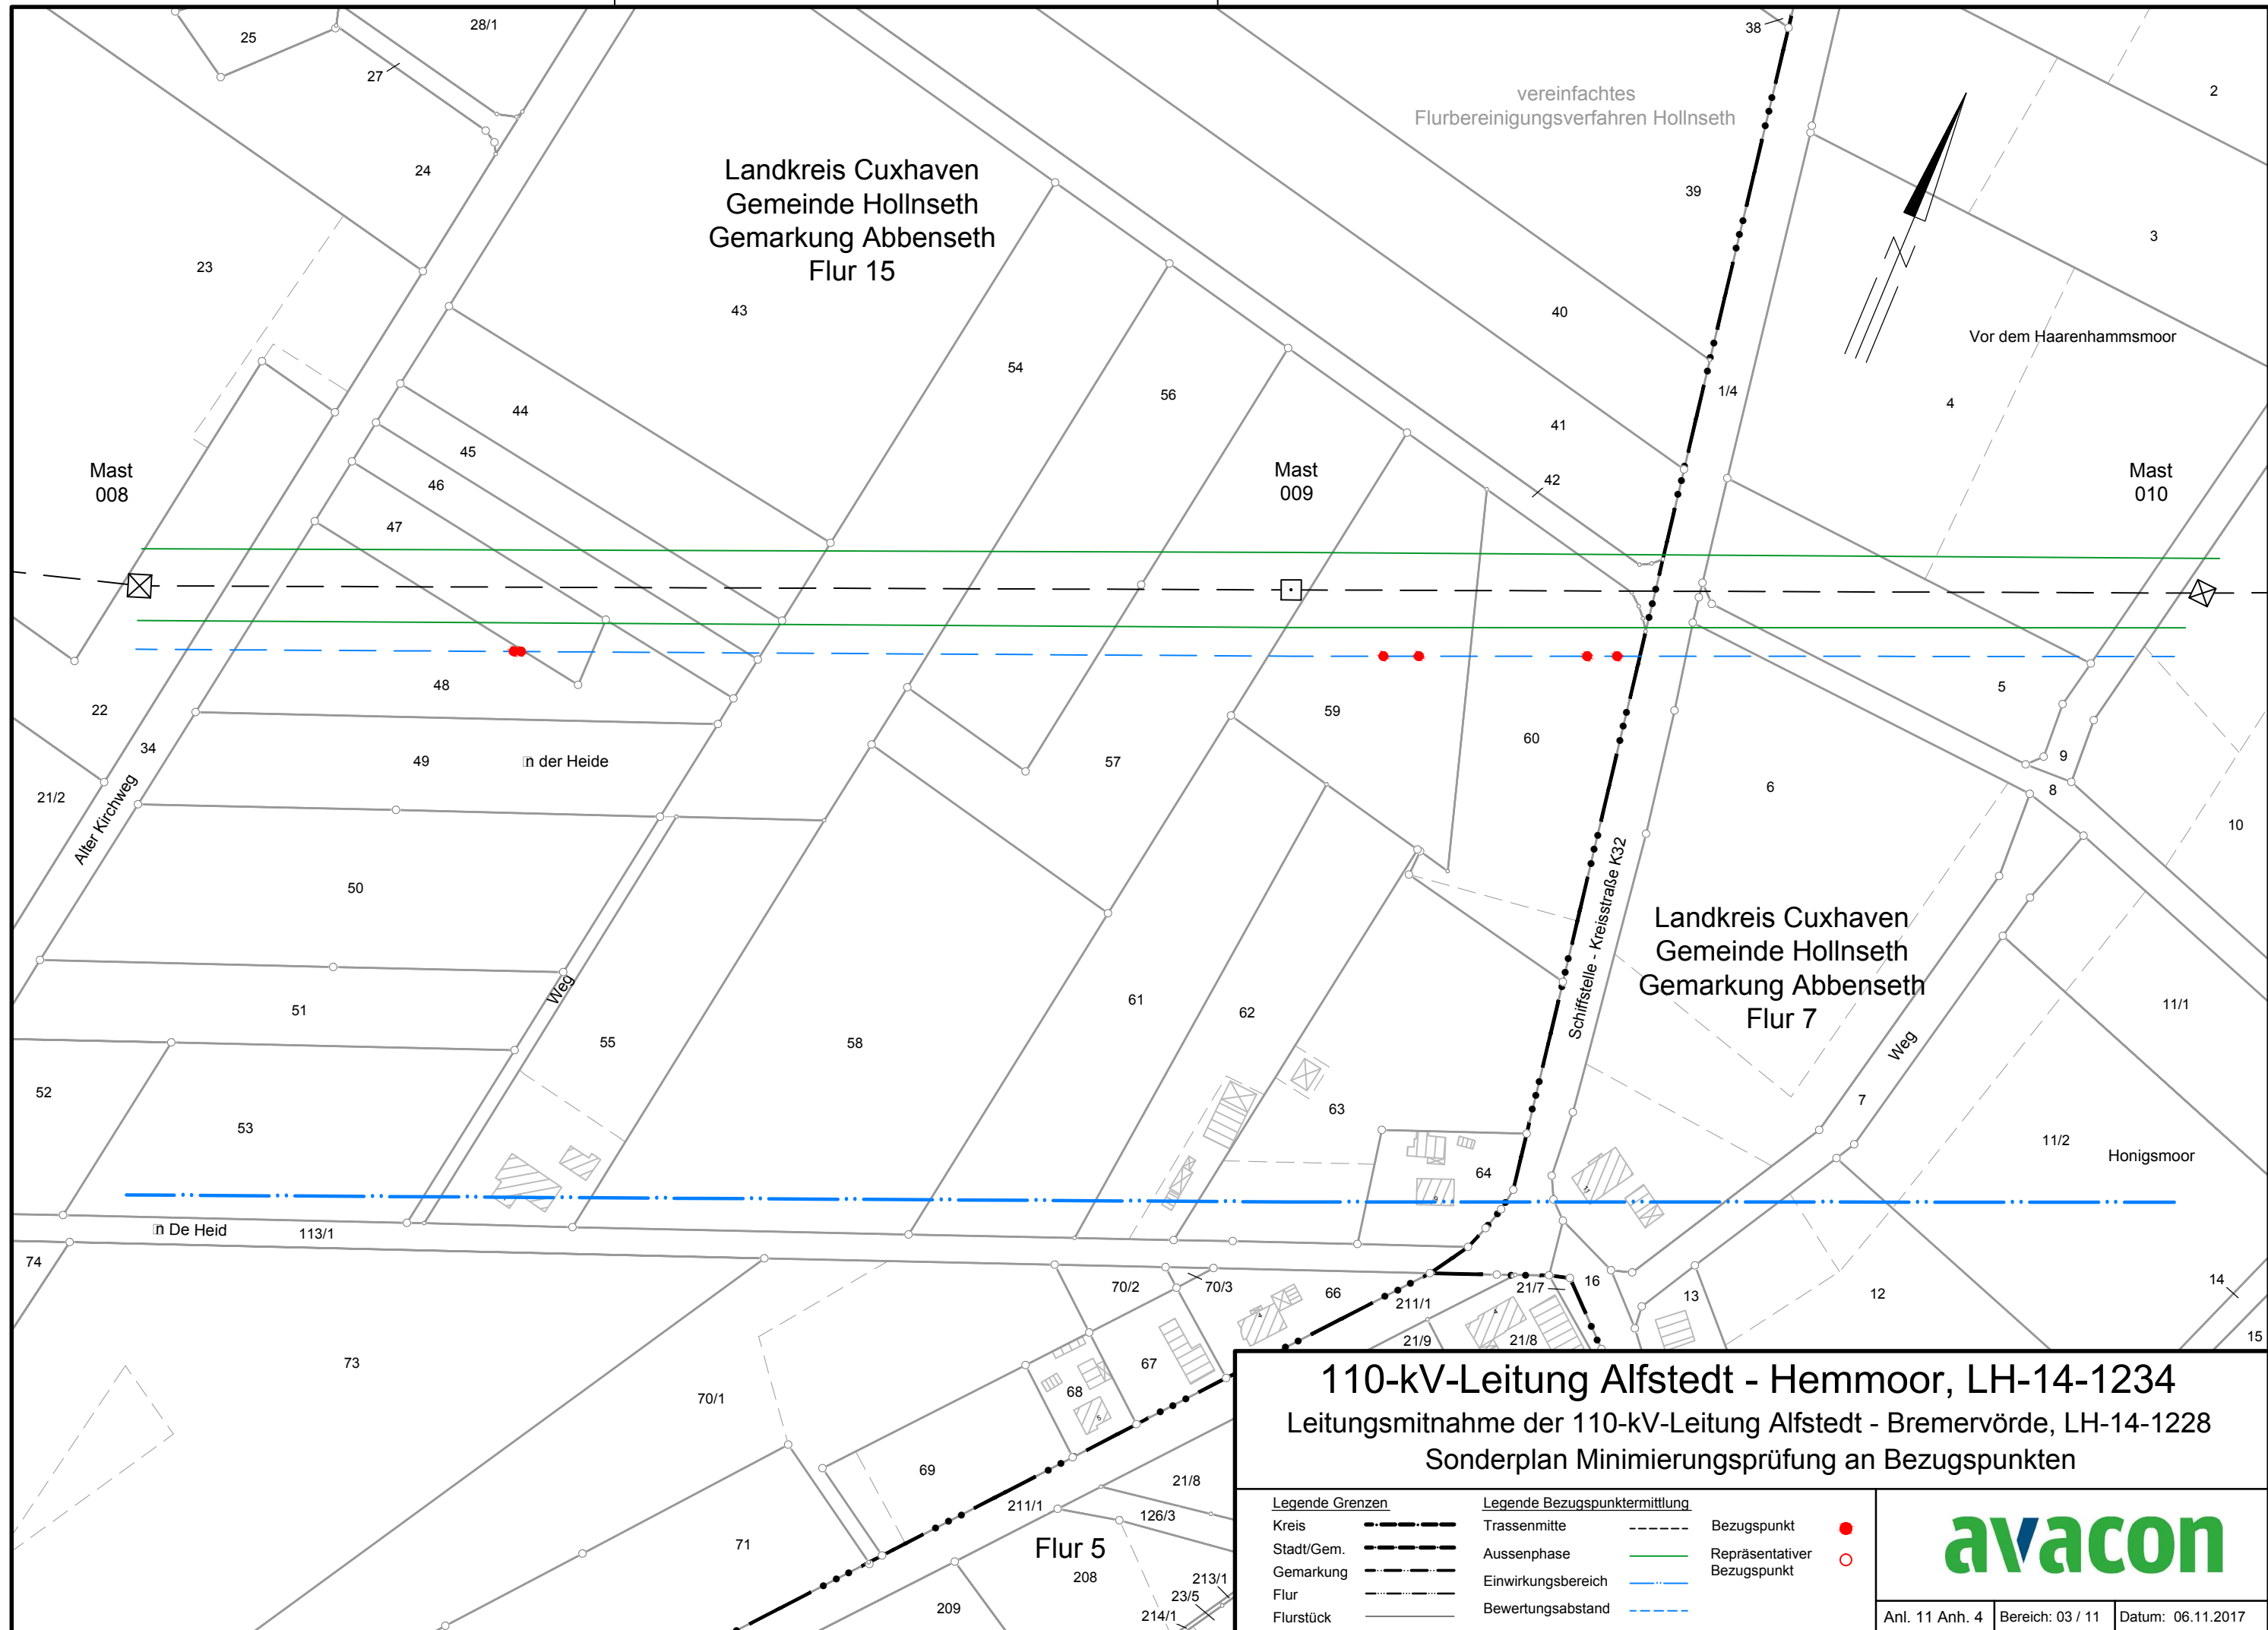 28/1
25
27
38
vereinfachtes
Flurbereinigungsverfahren Hollnseth
2
24
Landkreis Cuxhaven
Gemeinde Hollnseth
Gemarkung Abbenseth
Flur 15
39
3
23
43
40
Vor dem Haarenhammsmoor
54
56
1/4
4
44
41
45
46
42
47
Mast
008
Mast
009
Mast
010
48
5
22
59
60
34
49
n der Heide
57
9
8
21/2
Alter Kirchweg
6
10
50
Schiffstelle - Kreisstraße K32
Landkreis Cuxhaven
Gemeinde Hollnseth
Gemarkung Abbenseth
Flur 7
51
Weg
61
62
11/1
55
58
Weg
52
63
7
53
11/2
Honigsmoor
64
9
11
n De Heid
113/1
74
70/2
70/3
66
211/1
21/7
16
13
12
14
15
4
4
21/9
21/8
73
67
68
5
70/1
69
21/8
211/1
126/3
71
Flur 5
208
213/1
23/5
214/1
209
110-kV-Leitung Alfstedt - Hemmoor, LH-14-1234
Leitungsmitnahme der 110-kV-Leitung Alfstedt - Bremervörde, LH-14-1228
Sonderplan Minimierungsprüfung an Bezugspunkten
Legende Grenzen
Kreis
Stadt/Gem.
Gemarkung
Flur
Flurstück
Legende Bezugspunktermittlung
Trassenmitte
Aussenphase
Einwirkungsbereich
Bewertungsabstand
Bezugspunkt
Repräsentativer
Bezugspunkt
avacon
Anl. 11 Anh. 4
Bereich: 03 / 11
Datum: 06.11.2017